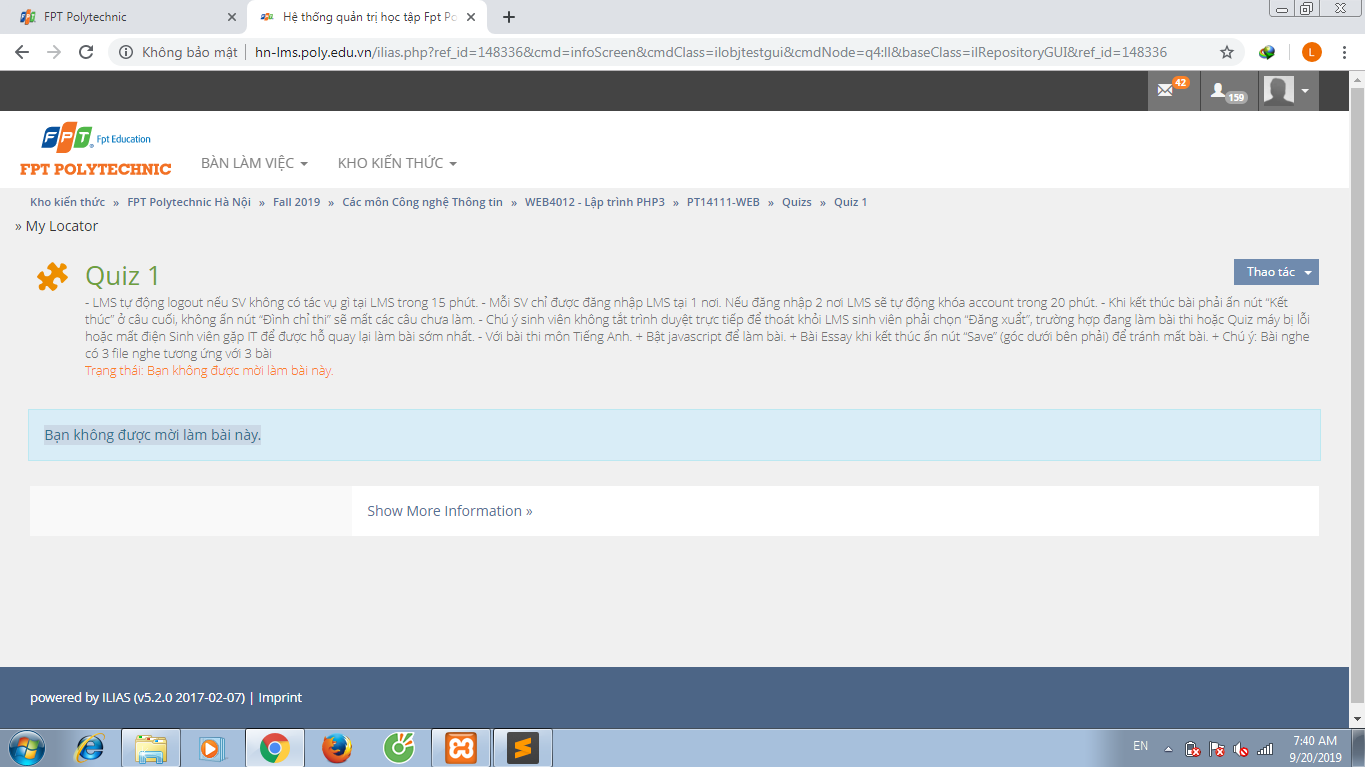 FPT Polytechnic
Hệ thống quản trị học tập Fpt Po
Không bảo mật
hn-lms.poly.edu.vn/ilias.php?ref_id=148336&cmd=infoScreen&cmdClass=ilobjtestgui&cmdNode=q4:ll&baseClass=ilRepositoryGUI&ref_id=148336
L
42
159
FPT. Fpt Education
FPT POLYTECHNIC
BÀN LÀM VIỆC
KHO KIẾN THỨC
Kho kiến thức » FPT Polytechnic Hà Nội » Fall 2019 » Các môn Công nghệ Thông tin » WEB4012 - Lập trình PHP3 » PT14111-WEB » Quizs » Quiz 1
» My Locator
Quiz 1
Thao tác
- LMS tự động logout nếu SV không có tác vụ gì tại LMS trong 15 phút. - Mỗi SV chỉ được đăng nhập LMS tại 1 nơi. Nếu đăng nhập 2 nơi LMS sẽ tự động khóa account trong 20 phút. - Khi kết thúc bài phải ấn nút “Kết
thúc” ở câu cuối, không ấn nút “Đình chỉ thi” sẽ mất các câu chưa làm. - Chú ý sinh viên không tắt trình duyệt trực tiếp để thoát khỏi LMS sinh viên phải chọn “Đăng xuất”, trường hợp đang làm bài thi hoặc Quiz máy bị lỗi
hoặc mất điện Sinh viên gặp IT để được hỗ quay lại làm bài sớm nhất. - Với bài thi môn Tiếng Anh. + Bật javascript để làm bài. + Bài Essay khi kết thúc ấn nút “Save” (góc dưới bên phải) để tránh mất bài. + Chú ý: Bài nghe
có 3 file nghe tương ứng với 3 bài
Trạng thái: Bạn không được mời làm bài này.
Bạn không được mời làm bài này.
Show More Information »
powered by ILIAS (v5.2.0 2017-02-07) | Imprint
EN
7:40 AM
9/20/2019